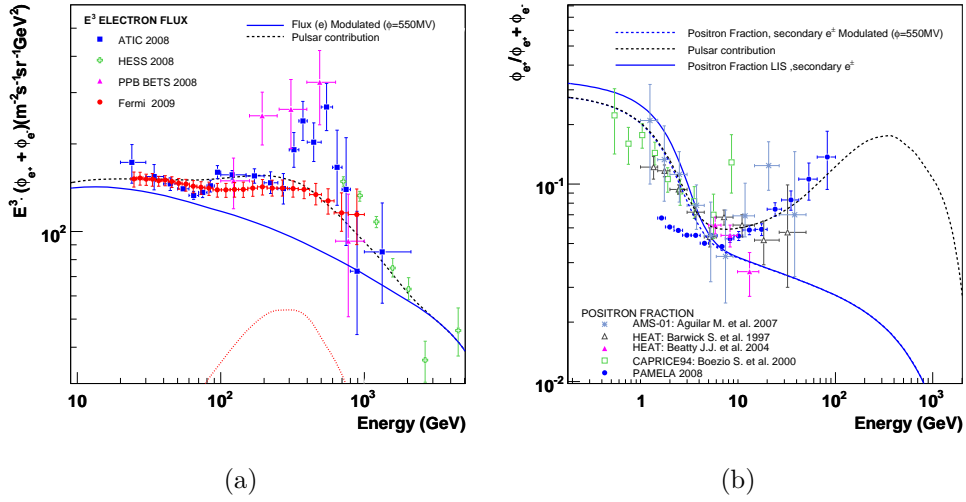 E³ ELECTRON FLUX
ATIC 2008
HESS 2008
PPB BETS 2008
Fermi 2009
Flux (e) Modulated (ϕ=550MV)
Pulsar contribution
E³· (ϕe⁺ + ϕe⁻)(m⁻²s⁻¹sr⁻¹GeV²)
10²
10
10²
10³
Energy (GeV)
(a)
ϕe⁺/ϕe⁺ + ϕe⁻
Positron Fraction, secondary e± Modulated (ϕ=550MV)
Pulsar contribution
Positron Fraction LIS ,secondary e±
10⁻¹
10⁻²
POSITRON FRACTION
AMS-01: Aguilar M. et al. 2007
HEAT: Barwick S. et al. 1997
HEAT: Beatty J.J. et al. 2004
CAPRICE94: Boezio S. et al. 2000
PAMELA 2008
1
10
10²
10³
Energy (GeV)
(b)